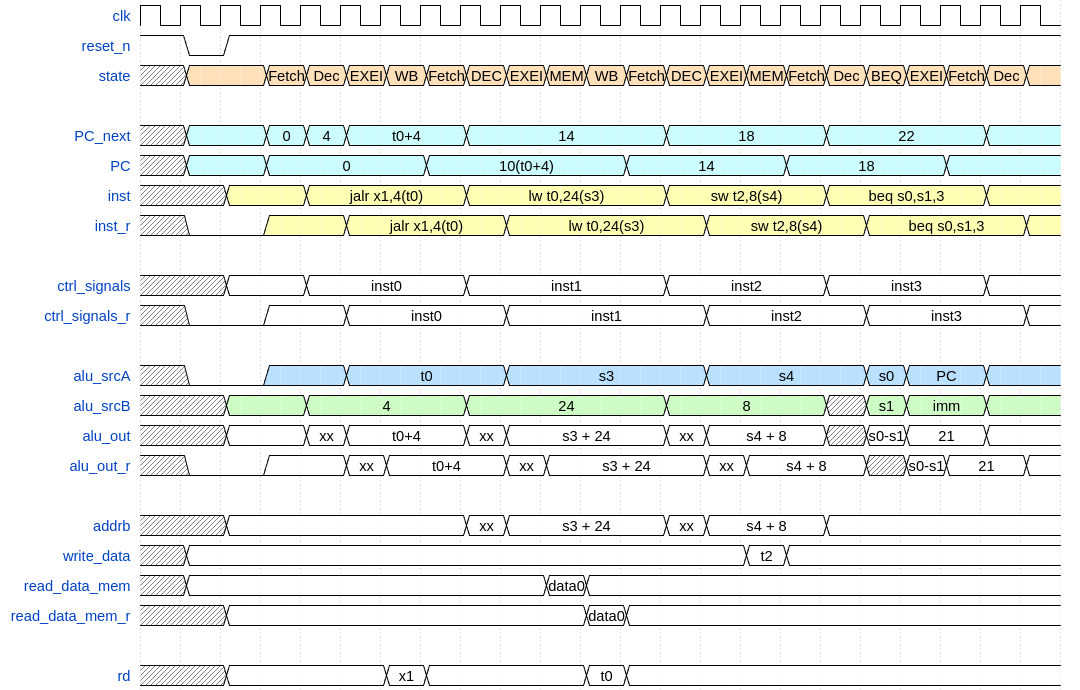 clk
reset_n
state Fetch Dec EXEI WB Fetch DEC EXEI MEM WB Fetch DEC EXEI MEM Fetch Dec BEQ EXEI Fetch Dec
PC_next 0 4 t0+4 14 18 22
PC 0 10(t0+4) 14 18
inst jalr x1,4(t0) lw t0,24(s3) sw t2,8(s4) beq s0,s1,3
inst_r jalr x1,4(t0) lw t0,24(s3) sw t2,8(s4) beq s0,s1,3
ctrl_signals inst0 inst1 inst2 inst3
ctrl_signals_r inst0 inst1 inst2 inst3
alu_srcA t0 s3 s4 s0 PC
alu_srcB 4 24 8 s1 imm
alu_out xx t0+4 xx s3 + 24 xx s4 + 8 s0-s1 21
alu_out_r xx t0+4 xx s3 + 24 xx s4 + 8 s0-s1 21
addrb xx s3 + 24 xx s4 + 8
write_data t2
read_data_mem data0
read_data_mem_r data0
rd x1 t0